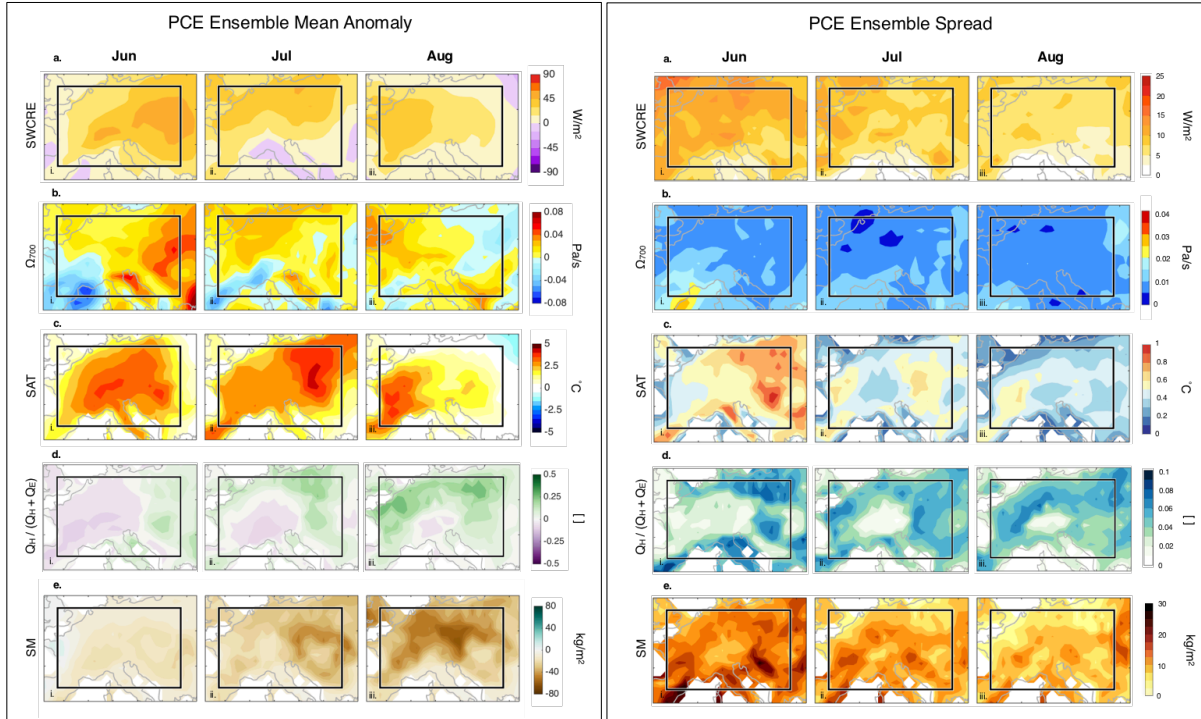 PCE Ensemble Mean Anomaly
Jun Jul Aug
a.
SWCRE
i. ii. iii.
90
45
0
-45
-90
W/m²
b.
Ω700
i. ii. iii.
0.08
0.04
0
-0.04
-0.08
Pa/s
c.
SAT
i. ii. iii.
5
2.5
0
-2.5
-5
°C
d.
QH / (QH + QE)
i. ii. iii.
0.5
0.25
0
-0.25
-0.5
[ ]
e.
SM
i. ii. iii.
80
40
0
-40
-80
kg/m²
PCE Ensemble Spread
Jun Jul Aug
a.
SWCRE
i. ii. iii.
25
20
15
10
5
0
W/m²
b.
Ω700
i. ii. iii.
0.04
0.03
0.02
0.01
0
Pa/s
c.
SAT
i. ii. iii.
1
0.8
0.6
0.4
0.2
0
°C
d.
QH / (QH + QE)
i. ii. iii.
0.1
0.08
0.06
0.04
0.02
0
[ ]
e.
SM
i. ii. iii.
30
20
10
0
kg/m²